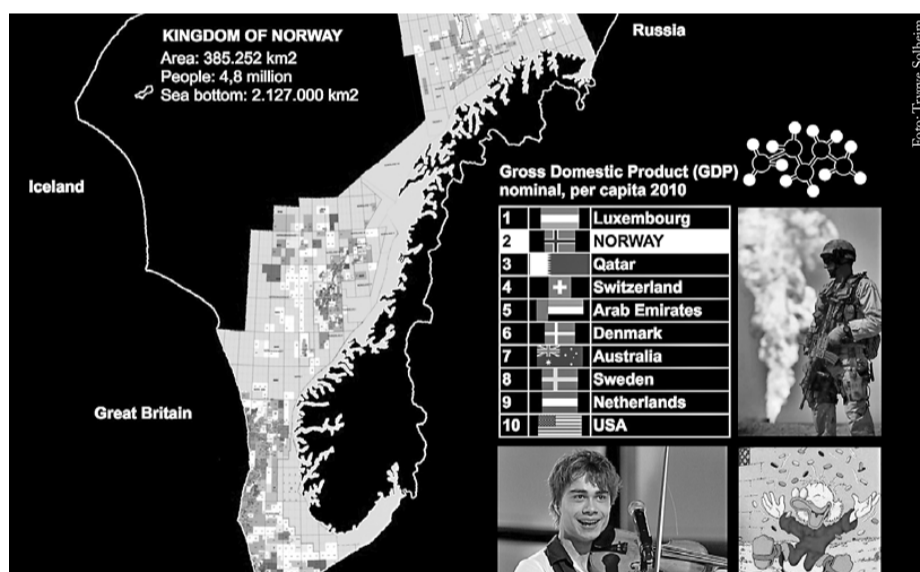 KINGDOM OF NORWAY
Area: 385.252 km2
People: 4,8 million
Sea bottom: 2.127.000 km2
Russia
Iceland
Great Britain
Gross Domestic Product (GDP)
nominal, per capita 2010
1 Luxembourg
2 NORWAY
3 Qatar
4 Switzerland
5 Arab Emirates
6 Denmark
7 Australia
8 Sweden
9 Netherlands
10 USA